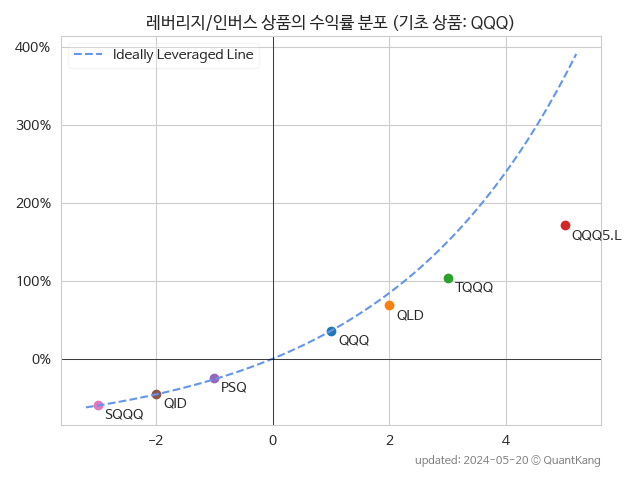 레버리지/인버스 상품의 수익률 분포 (기초 상품: QQQ)
400%
Ideally Leveraged Line
300%
200%
QQQ5.L
100%
TQQQ
QLD
QQQ
0%
PSQ
QID
SQQQ
−2
0
2
4
updated: 2024-05-20 © QuantKang